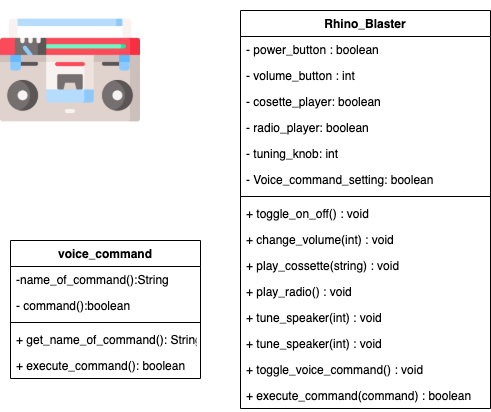 Rhino_Blaster
- power_button : boolean
- volume_button : int
- cosette_player: boolean
- radio_player: boolean
- tuning_knob: int
- Voice_command_setting: boolean
+ toggle_on_off() : void
+ change_volume(int) : void
+ play_cossette(string) : void
+ play_radio() : void
+ tune_speaker(int) : void
+ tune_speaker(int) : void
+ toggle_voice_command() : void
+ execute_command(command) : boolean
voice_command
-name_of_command():String
- command():boolean
+ get_name_of_command(): String
+ execute_command(): boolean